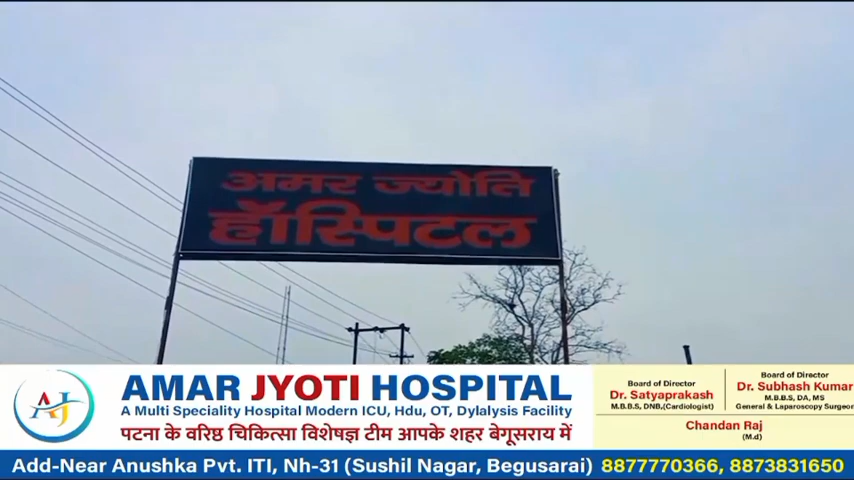 अमर ज्योति
हॉस्पिटल
AJ
AMAR JYOTI HOSPITAL
A Multi Speciality Hospital Modern ICU, Hdu, OT, Dylalysis Facility
पटना के वरिष्ठ चिकित्सा विशेषज्ञ टीम आपके शहर बेगूसराय में
Board of Director
Dr. Satyaprakash
M.B.B.S, DNB,(Cardiologist)
Board of Director
Dr. Subhash Kumar
M.B.B.S, DA, MS
General & Laparoscopy Surgeon
Chandan Raj
(M.d)
Add-Near Anushka Pvt. ITI, Nh-31 (Sushil Nagar, Begusarai) 8877770366, 8873831650